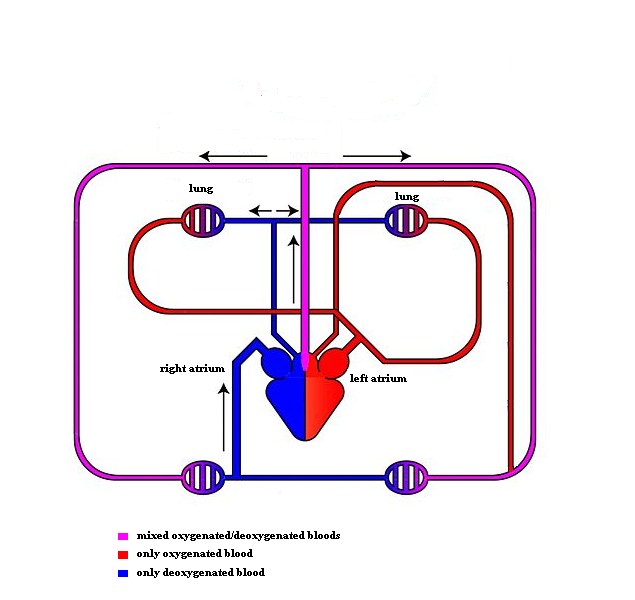 lung
lung
right atrium
left atrium
mixed oxygenated/deoxygenated bloods
only oxygenated blood
only deoxygenated blood